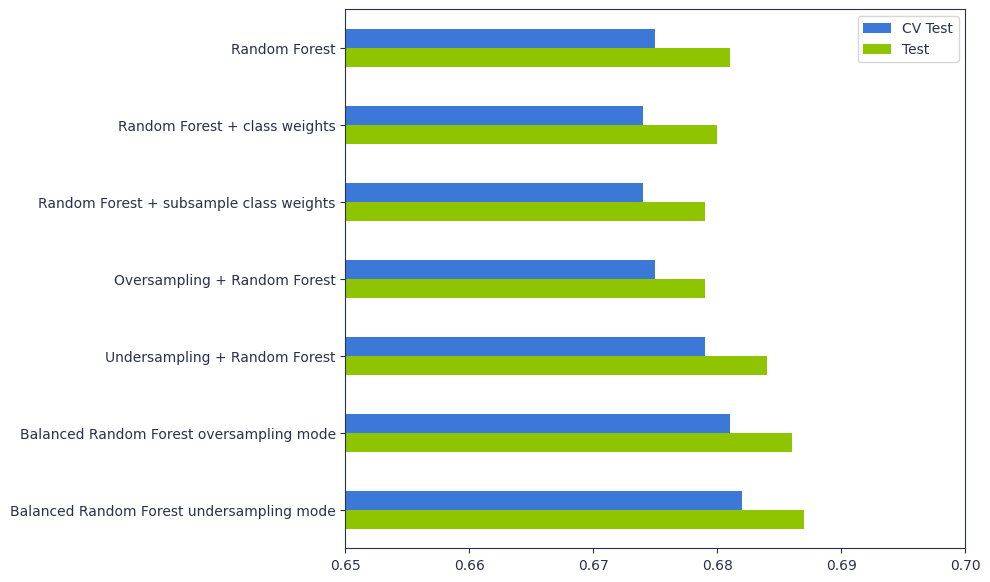 CV Test
Test
Random Forest
Random Forest + class weights
Random Forest + subsample class weights
Oversampling + Random Forest
Undersampling + Random Forest
Balanced Random Forest oversampling mode
Balanced Random Forest undersampling mode
0.65 0.66 0.67 0.68 0.69 0.70